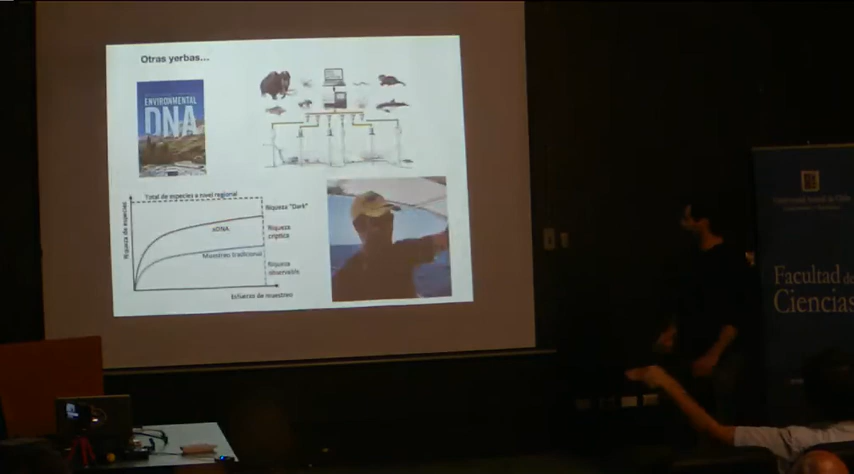 Otras yerbas...
ENVIRONMENTAL
DNA
Total de especies a nivel regional
Riqueza de especies
Riqueza "Dark"
eDNA
Riqueza
críptica
Muestreo tradicional
Riqueza
observable
Esfuerzo de muestreo
Facultad de
Ciencias